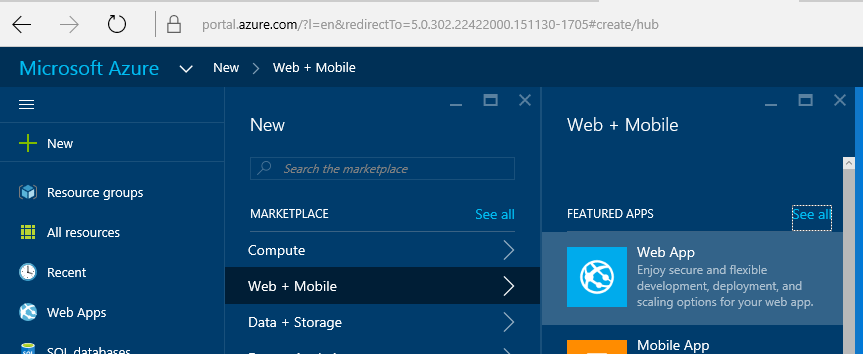 portal.azure.com/?l=en&redirectTo=5.0.302.22422000.151130-1705#create/hub
Microsoft Azure New > Web + Mobile
New
Resource groups
All resources
Recent
Web Apps
SQL databases
New
Search the marketplace
MARKETPLACE See all
Compute
Web + Mobile
Data + Storage
Web + Mobile
FEATURED APPS See all
Web App
Enjoy secure and flexible
development, deployment, and
scaling options for your web app.
Mobile App